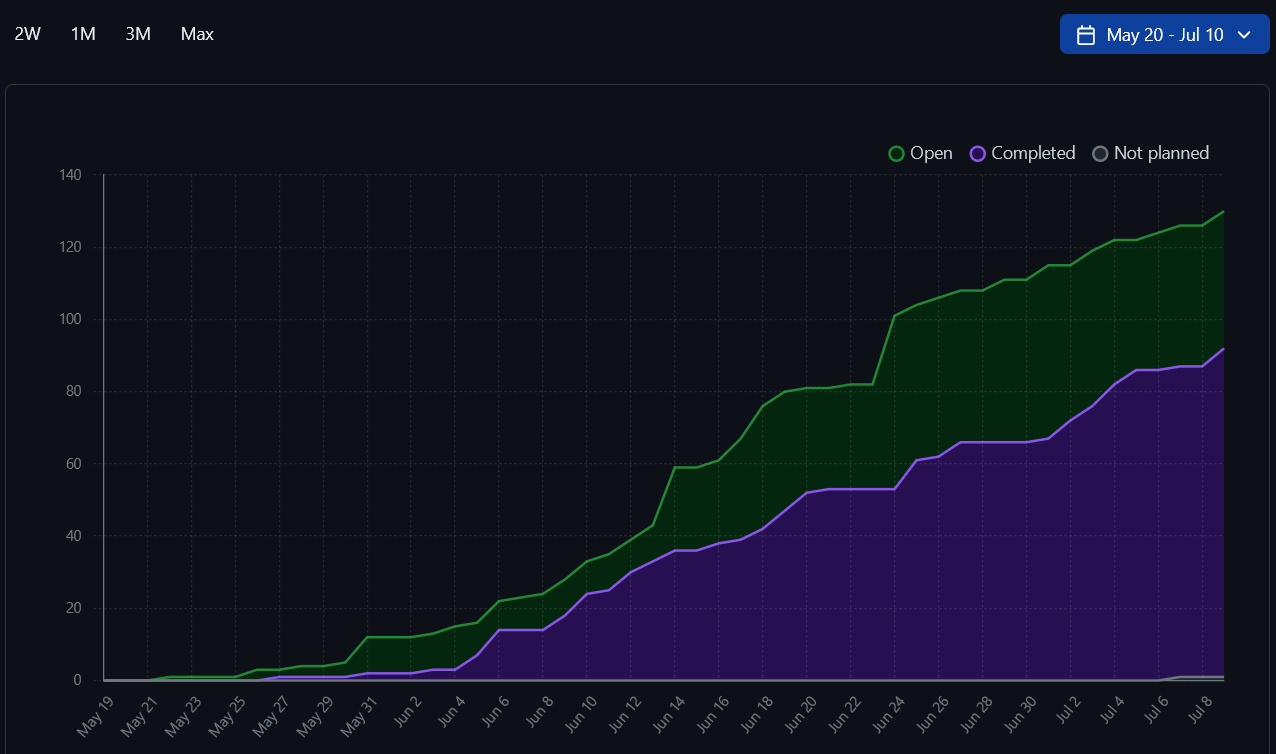 2W 1M 3M Max
May 20 - Jul 10
Open Completed Not planned
140
120
100
80
60
40
20
0
May 19 May 21 May 23 May 25 May 27 May 29 May 31 Jun 2 Jun 4 Jun 6 Jun 8 Jun 10 Jun 12 Jun 14 Jun 16 Jun 18 Jun 20 Jun 22 Jun 24 Jun 26 Jun 28 Jun 30 Jul 2 Jul 4 Jul 6 Jul 8